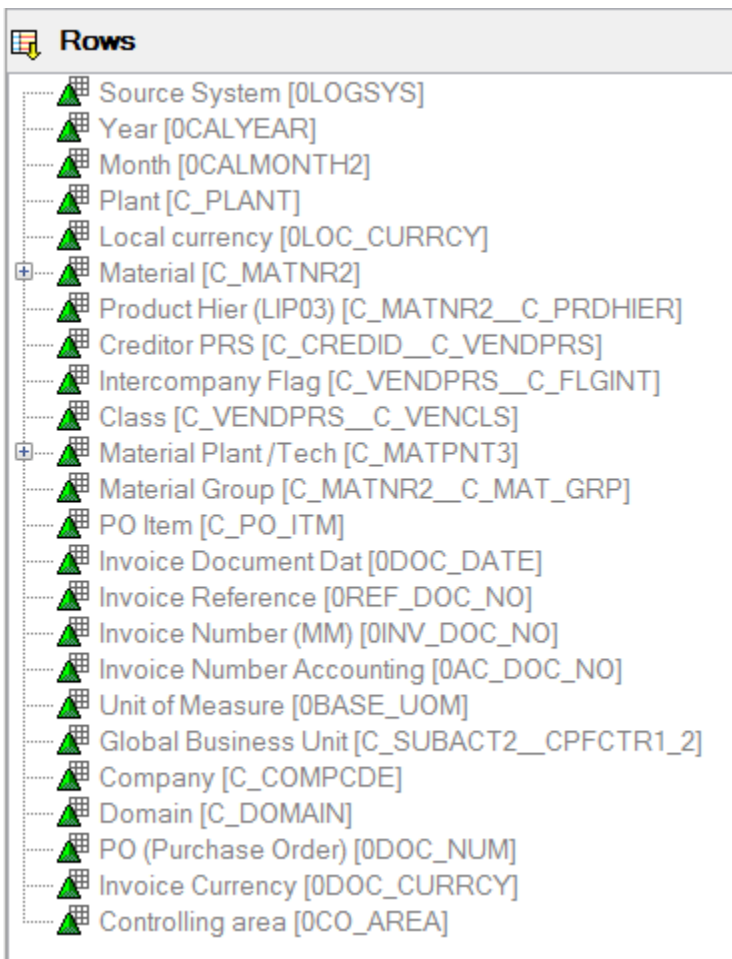 Rows
Source System [0LOGSYS]
Year [0CALYEAR]
Month [0CALMONTH2]
Plant [C_PLANT]
Local currency [0LOC_CURRCY]
Material [C_MATNR2]
Product Hier (LIP03) [C_MATNR2__C_PRDHIER]
Creditor PRS [C_CREDID__C_VENDPRS]
Intercompany Flag [C_VENDPRS__C_FLGINT]
Class [C_VENDPRS__C_VENCLS]
Material Plant /Tech [C_MATPNT3]
Material Group [C_MATNR2__C_MAT_GRP]
PO Item [C_PO_ITM]
Invoice Document Dat [0DOC_DATE]
Invoice Reference [0REF_DOC_NO]
Invoice Number (MM) [0INV_DOC_NO]
Invoice Number Accounting [0AC_DOC_NO]
Unit of Measure [0BASE_UOM]
Global Business Unit [C_SUBACT2__CPFCTR1_2]
Company [C_COMPCDE]
Domain [C_DOMAIN]
PO (Purchase Order) [0DOC_NUM]
Invoice Currency [0DOC_CURRCY]
Controlling area [0CO_AREA]